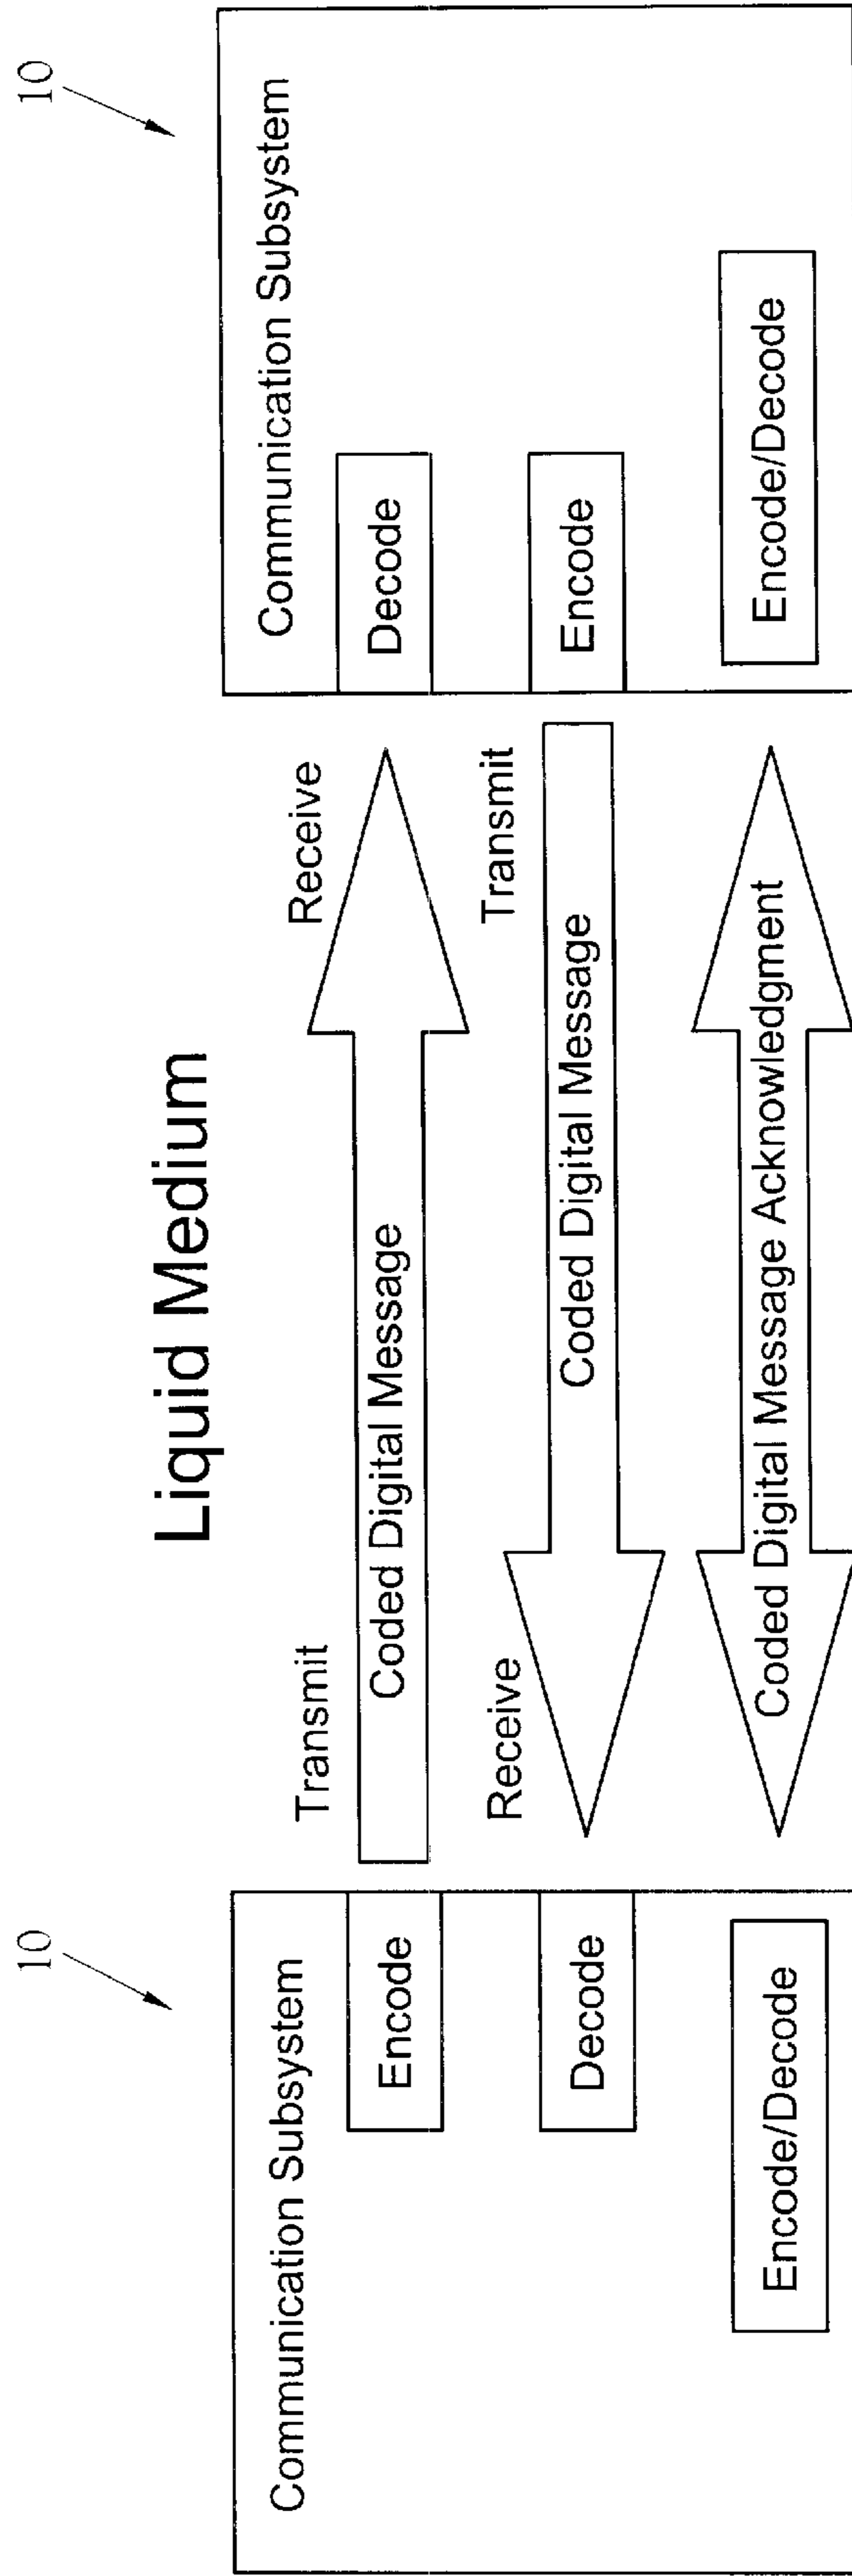 10
10
Liquid Medium
Communication Subsystem
Communication Subsystem
Transmit
Receive
Encode
Coded Digital Message
Decode
Receive
Transmit
Decode
Coded Digital Message
Encode
Encode/Decode
Coded Digital Message Acknowledgment
Encode/Decode